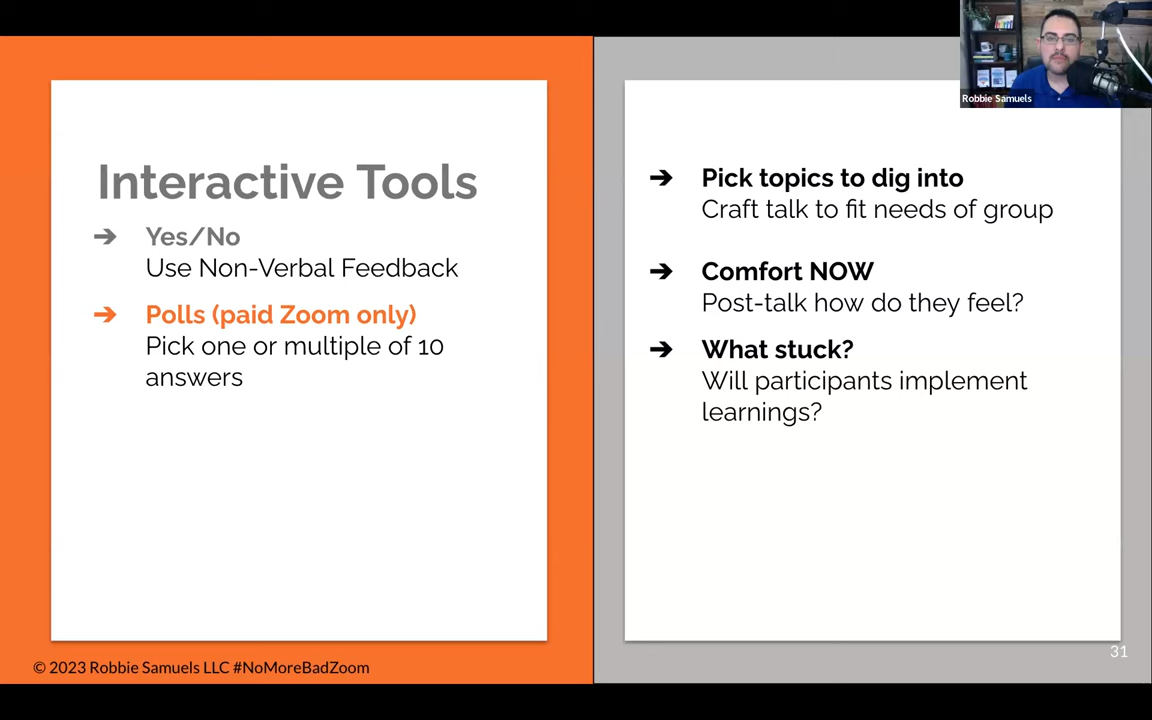 Robbie Samuels
Interactive Tools
➔ Yes/No
Use Non-Verbal Feedback
➔ Polls (paid Zoom only)
Pick one or multiple of 10
answers
➔ Pick topics to dig into
Craft talk to fit needs of group
➔ Comfort NOW
Post-talk how do they feel?
➔ What stuck?
Will participants implement
learnings?
31
© 2023 Robbie Samuels LLC #NoMoreBadZoom